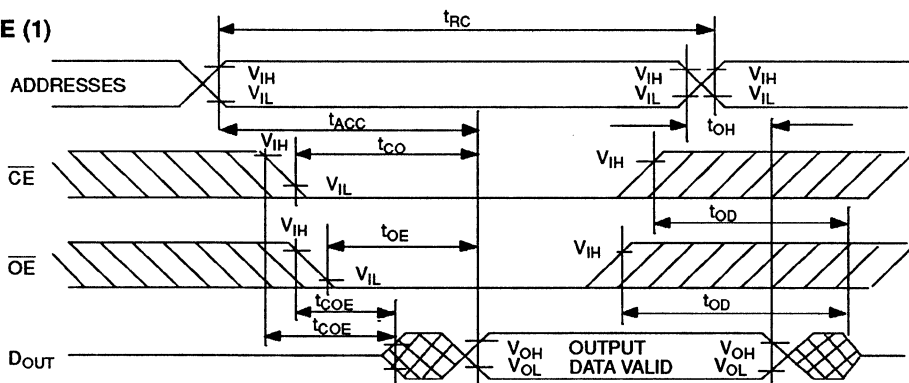 E (1)
tRC
ADDRESSES
VIH
VIL
VIH
VIL
VIH
VIL
tACC
tOH
VIH
tCO
VIH
CE
VIL
tOD
VIH
tOE
VIH
OE
VIL
tCOE
tOD
tCOE
DOUT
VOH
VOL
OUTPUT
DATA VALID
VOH
VOL